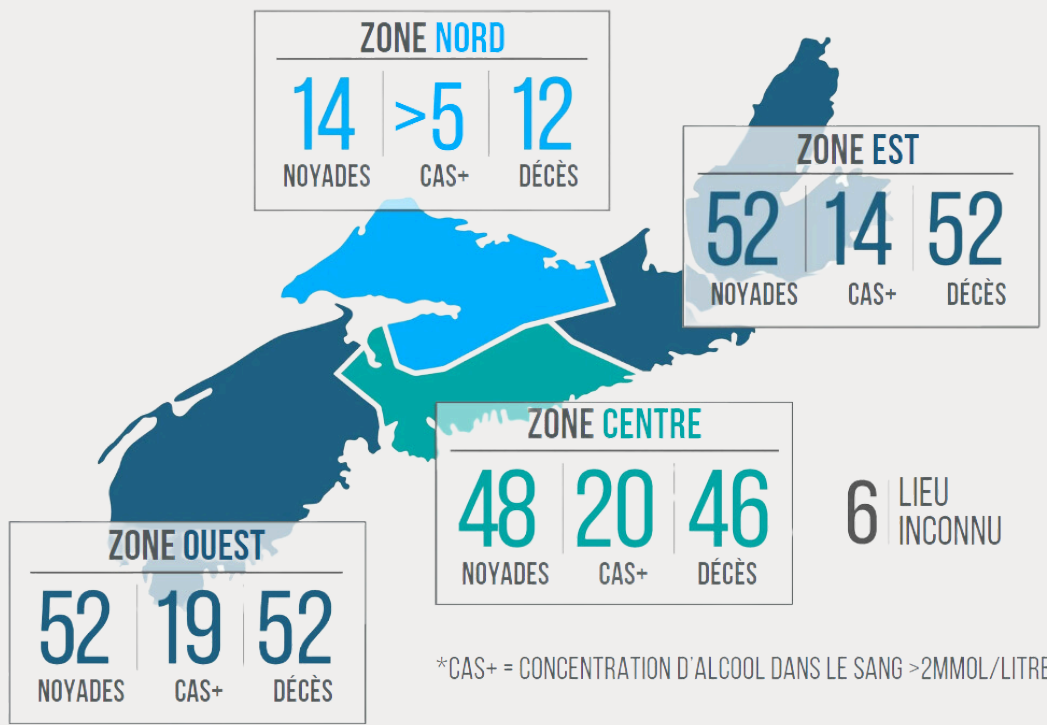 ZONE NORD
14 >5 12
NOYADES CAS+ DÉCÈS
ZONE EST
52 14 52
NOYADES CAS+ DÉCÈS
ZONE CENTRE
48 20 46
NOYADES CAS+ DÉCÈS
6 LIEU
INCONNU
ZONE OUEST
52 19 52
NOYADES CAS+ DÉCÈS
*CAS+ = CONCENTRATION D'ALCOOL DANS LE SANG >2MMOL/LITRE